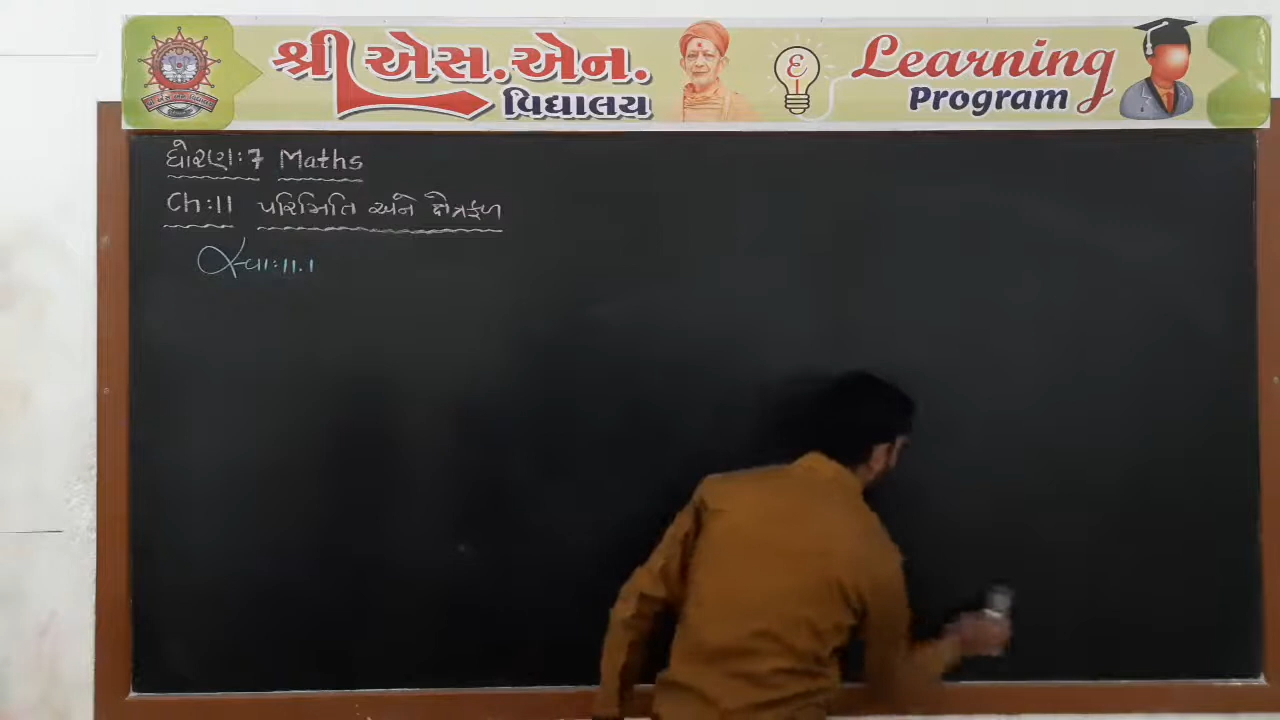 શ્રી એસ.એન.
વિદ્યાલય
Learning
Program
ધોરણ:7 Maths
Ch:11 પરિમિતિ અને ક્ષેત્રફળ
સ્વા:11.1